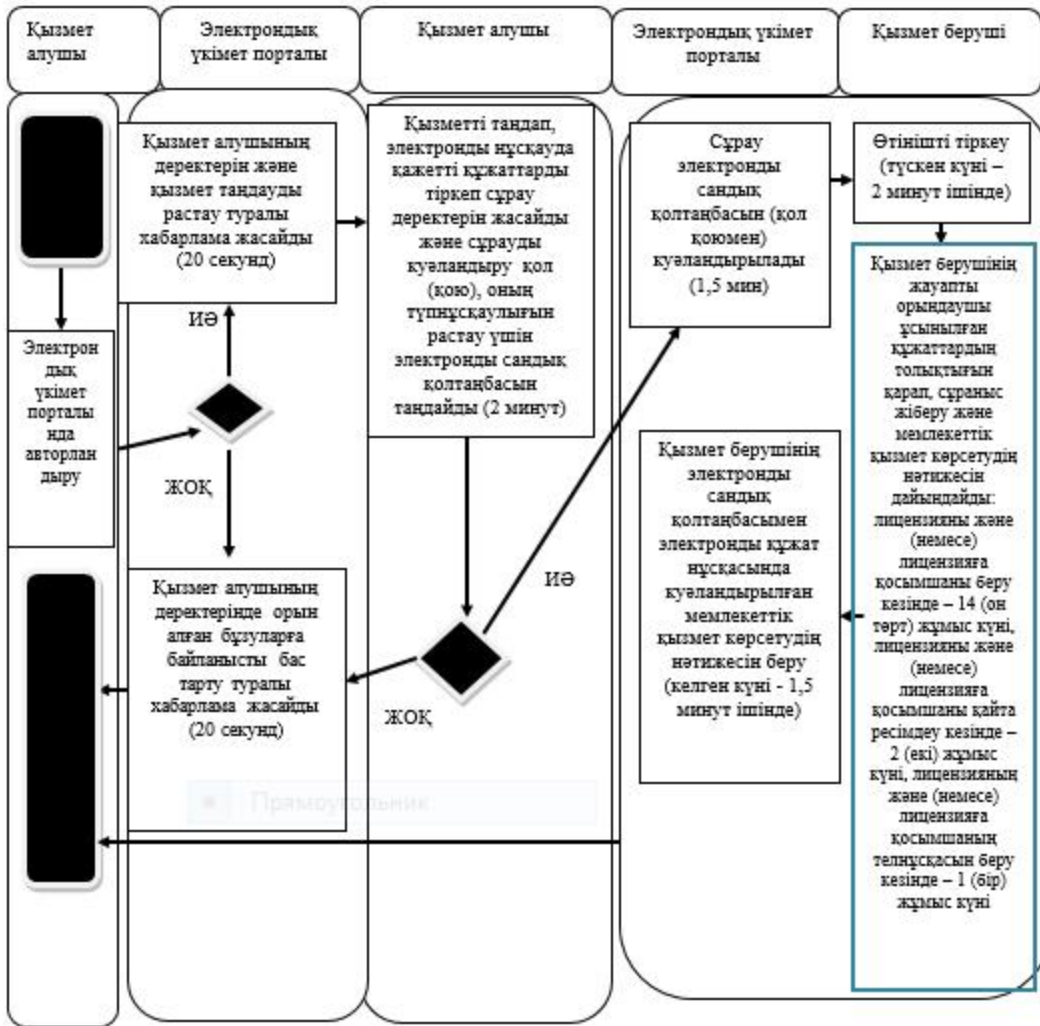 Қызмет
алушы
Электрондық
үкімет порталы
Қызмет алушы
Электрондық үкімет
порталы
Қызмет беруші
Қызмет алушының
деректерін және
қызмет таңдауды
растау туралы
хабарлама жасайды
(20 секунд)
Қызметті таңдап,
электронды нұсқауда
қажетті құжаттарды
тіркеп сұрау
деректерін жасайды
және сұрауды
куәландыру қол
(қою), оның
түпнұсқаулығын
растау үшін
электронды сандық
қолтаңбасын
таңдайды (2 минут)
Сұрау
электронды
сандық
қолтаңбасын (қол
қоюмен)
куәландырылады
(1,5 мин)
Өтінішті тіркеу
(түскен күні –
2 минут ішінде)
Электрон
дық
үкімет
порталы
нда
авторлан
дыру
ИӘ
ЖОҚ
Қызмет берушінің
жауапты
орындаушы
ұсынылған
құжаттардың
толықтығын
қарап, сұраныс
жіберу және
мемлекеттік
қызмет көрсетудің
нәтижесін
дайындайды:
лицензияны және
(немесе)
лицензияға
қосымшаны беру
кезінде – 14 (он
төрт) жұмыс күні,
лицензияны және
(немесе)
лицензияға
қосымшаны қайта
ресімдеу кезінде –
2 (екі) жұмыс
күні, лицензияның
және (немесе)
лицензияға
қосымшаның
телнұсқасын беру
кезінде – 1 (бір)
жұмыс күні
Қызмет берушінің
электронды
сандық
қолтаңбасымен
электронды құжат
нұсқасында
куәландырылған
мемлекеттік
қызмет көрсетудің
нәтижесін беру
(келген күні - 1,5
минут ішінде)
ИӘ
ЖОҚ
Қызмет алушының
деректерінде орын
алған бұзуларға
байланысты бас
тарту туралы
хабарлама жасайды
(20 секунд)
Прямоугольник